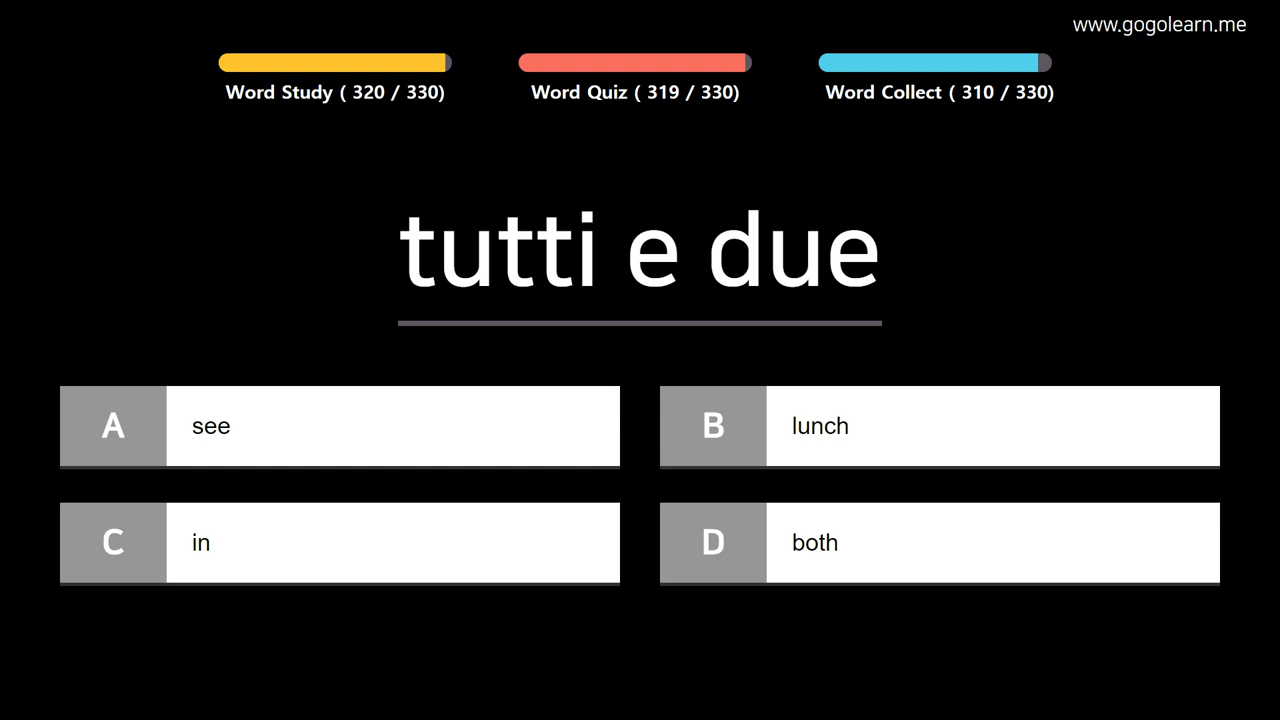 www.gogolearn.me
Word Study ( 320 / 330)
Word Quiz ( 319 / 330)
Word Collect ( 310 / 330)
tutti e due
A see
B lunch
C in
D both